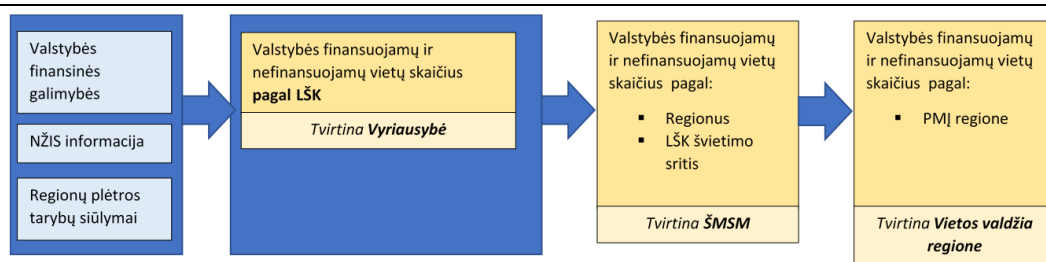 Valstybės
finansinės
galimybės
NŽIS informacija
Regionų plėtros
tarybų siūlymai
Valstybės finansuojamų ir
nefinansuojamų vietų skaičius
pagal LŠK
Tvirtina Vyriausybė
Valstybės finansuojamų
ir nefinansuojamų vietų
skaičius pagal:
▪ Regionus
▪ LŠK švietimo
sritis
Tvirtina ŠMSM
Valstybės finansuojamų
ir nefinansuojamų vietų
skaičius pagal:
▪ PMĮ regione
Tvirtina Vietos valdžia
regione